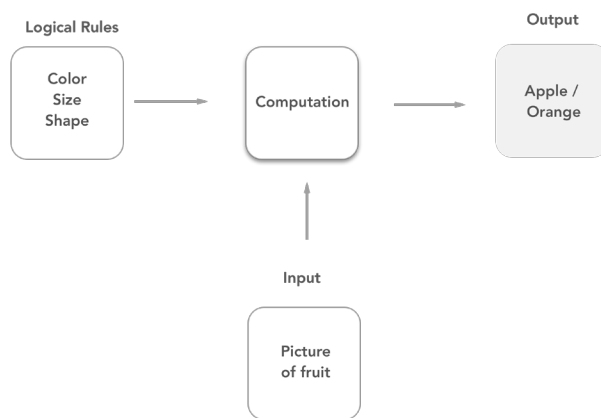 Logical Rules
Color
Size
Shape
Computation
Output
Apple /
Orange
Input
Picture
of fruit